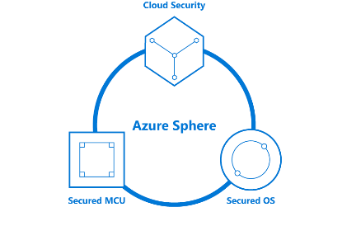 Cloud Security
Azure Sphere
Secured MCU
Secured OS